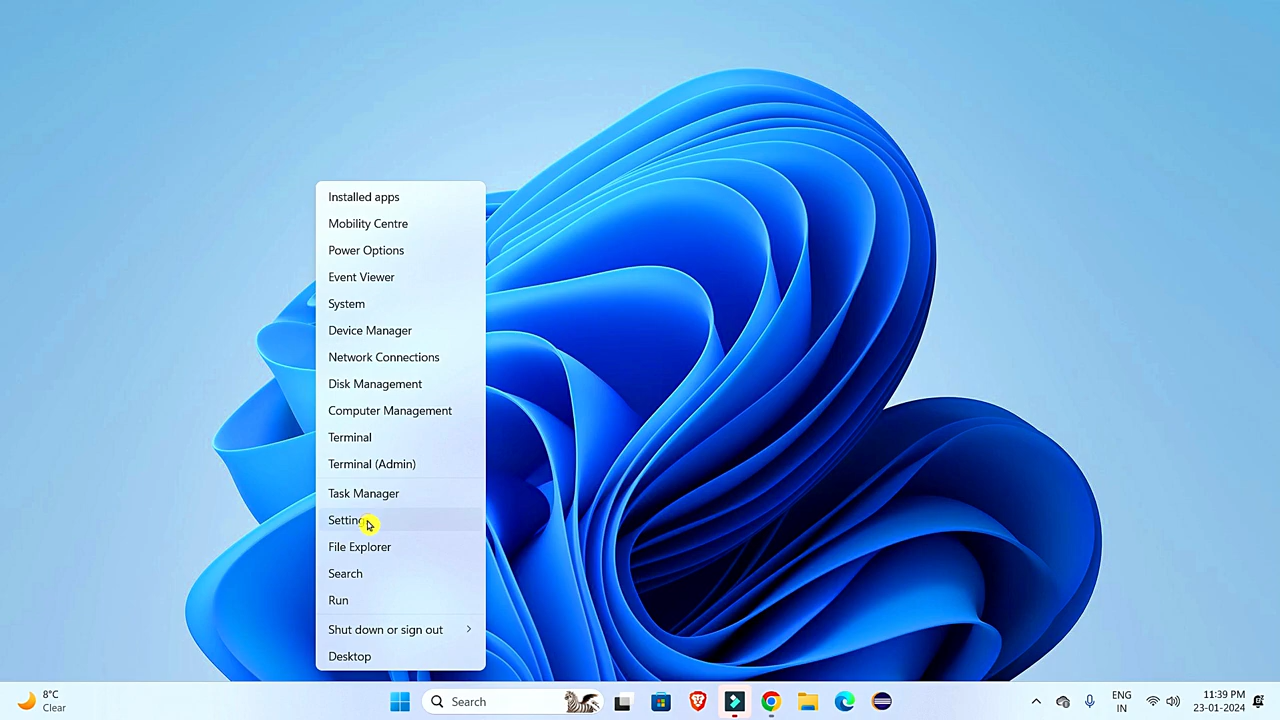 Installed apps
Mobility Centre
Power Options
Event Viewer
System
Device Manager
Network Connections
Disk Management
Computer Management
Terminal
Terminal (Admin)
Task Manager
Settin
File Explorer
Search
Run
Shut down or sign out
Desktop
8°C
Clear
Search
ENG
IN
11:39 PM
23-01-2024